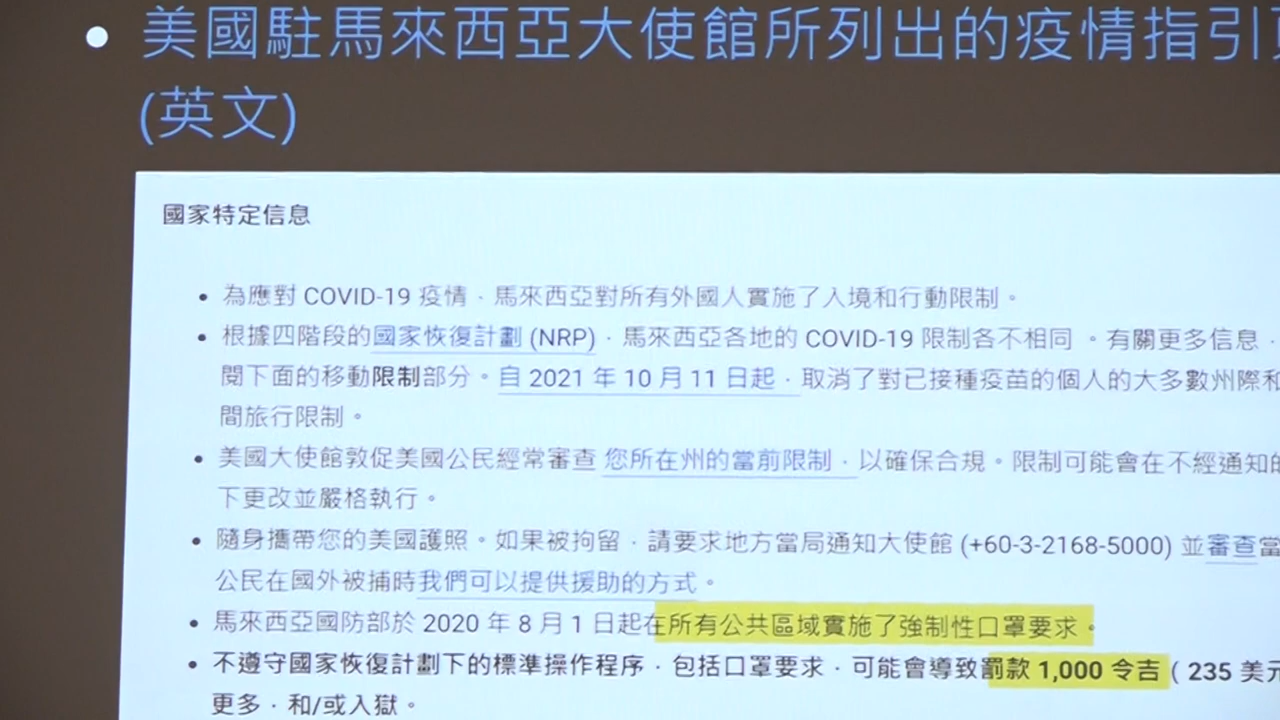 美國駐馬來西亞大使館所列出的疫情指引
(英文)
國家特定信息
• 為應對 COVID-19 疫情，馬來西亞對所有外國人實施了入境和行動限制。
• 根據四階段的國家恢復計劃 (NRP)，馬來西亞各地的 COVID-19 限制各不相同 。有關更多信息，
閱下面的移動限制部分。自 2021 年 10 月 11 日起，取消了對已接種疫苗的個人的大多數州際和
間旅行限制。
• 美國大使館敦促美國公民經常審查 您所在州的當前限制，以確保合規。限制可能會在不經通知的
下更改並嚴格執行。
• 隨身攜帶您的美國護照。如果被拘留，請要求地方當局通知大使館 (+60-3-2168-5000) 並審查當
公民在國外被捕時我們可以提供援助的方式。
• 馬來西亞國防部於 2020 年 8 月 1 日起在所有公共區域實施了強制性口罩要求。
• 不遵守國家恢復計劃下的標準操作程序，包括口罩要求，可能會導致罰款 1,000 令吉 ( 235 美元
更多，和/或入獄。